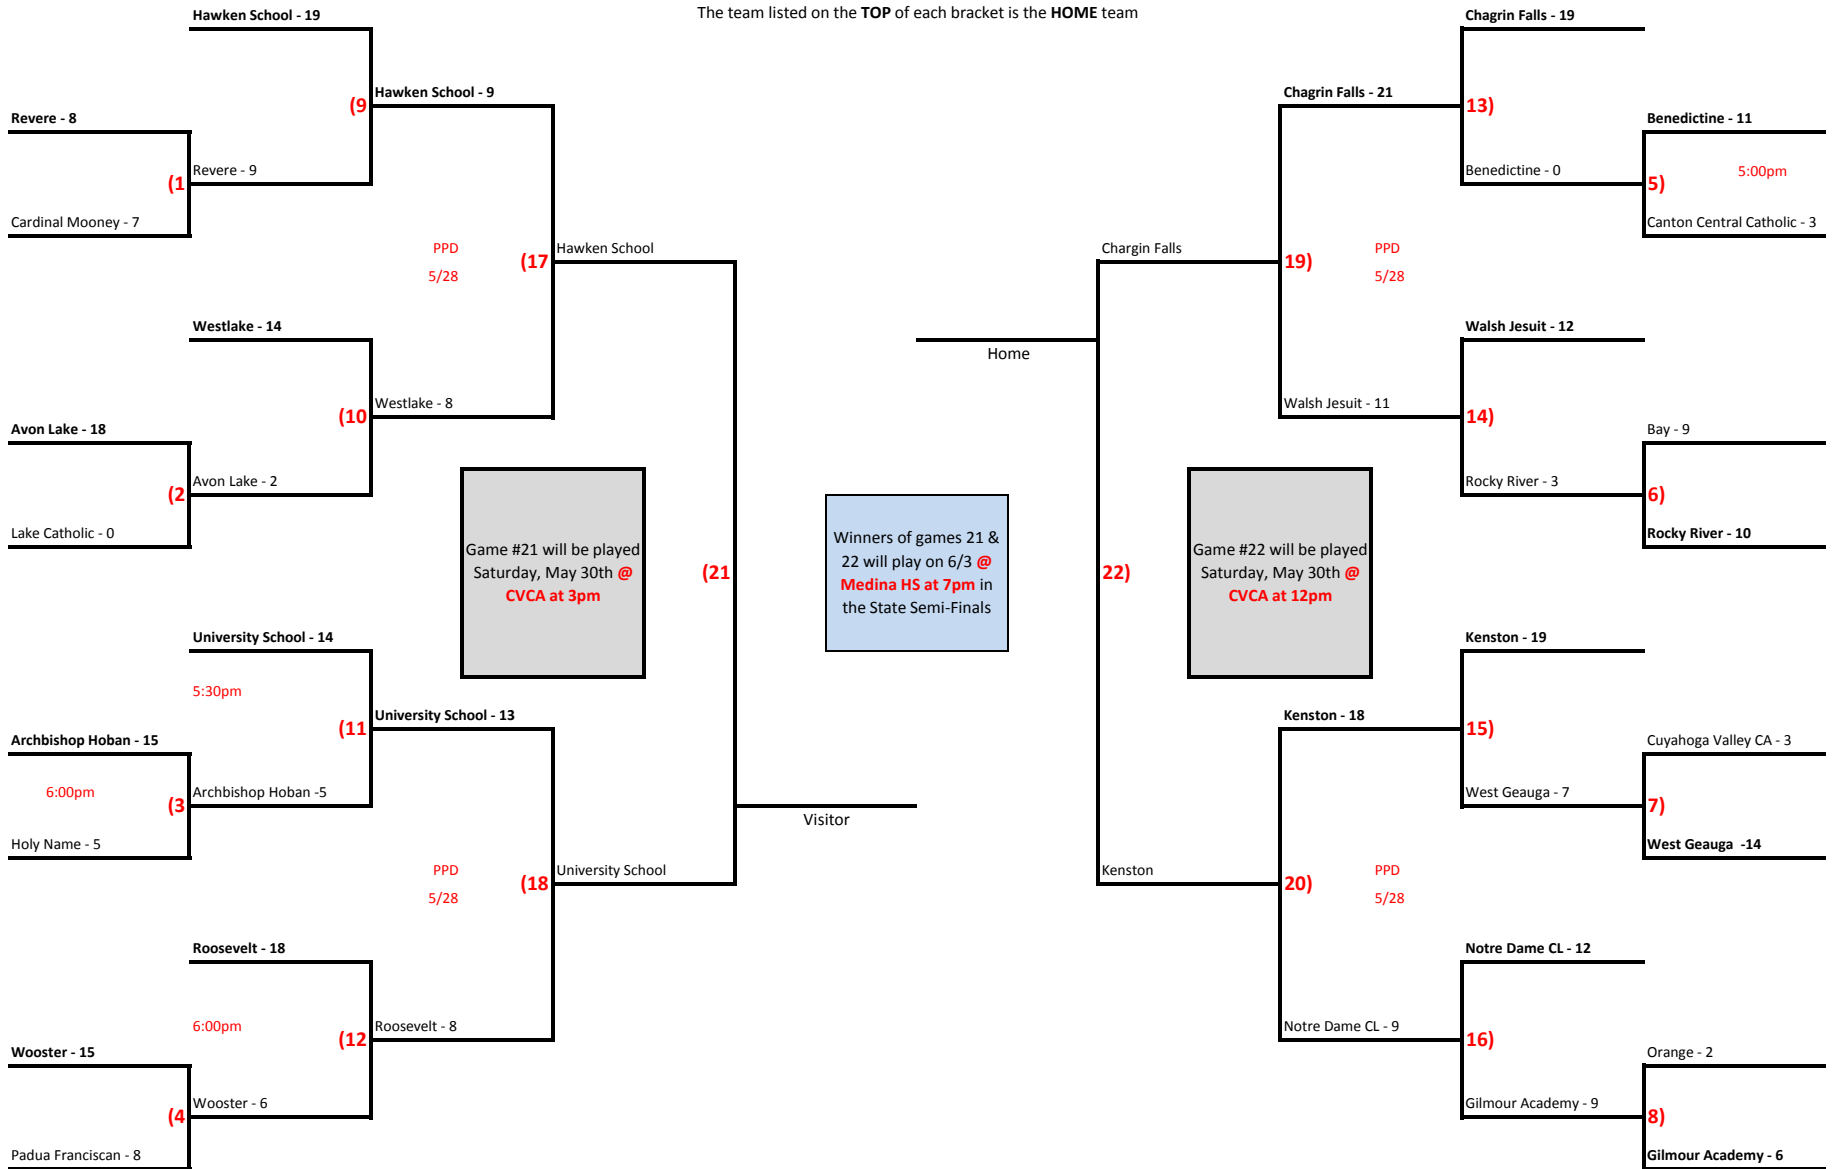 The team listed on the TOP of each bracket is the HOME team
Hawken School - 19
(9
Hawken School - 9
Revere - 8
(1
Revere - 9
Cardinal Mooney - 7
PPD
5/28
(17
Hawken School
Westlake - 14
(10
Westlake - 8
Avon Lake - 18
(2
Avon Lake - 2
Lake Catholic - 0
Game #21 will be played
Saturday, May 30th @
CVCA at 3pm
(21
University School - 14
5:30pm
(11
University School - 13
Archbishop Hoban - 15
6:00pm
(3
Archbishop Hoban -5
Holy Name - 5
Visitor
PPD
5/28
(18
University School
Roosevelt - 18
6:00pm
(12
Roosevelt - 8
Wooster - 15
(4
Wooster - 6
Padua Franciscan - 8
Winners of games 21 &
22 will play on 6/3 @
Medina HS at 7pm in
the State Semi-Finals
Chagrin Falls - 19
Chagrin Falls - 21
13)
Benedictine - 11
5:00pm
Benedictine - 0
5)
Canton Central Catholic - 3
Chargin Falls
19)
PPD
5/28
Home
Walsh Jesuit - 12
Walsh Jesuit - 11
14)
Bay - 9
Rocky River - 3
6)
Rocky River - 10
22)
Game #22 will be played
Saturday, May 30th @
CVCA at 12pm
Kenston - 19
Kenston - 18
15)
Cuyahoga Valley CA - 3
West Geauga - 7
7)
West Geauga -14
Kenston
20)
PPD
5/28
Notre Dame CL - 12
Notre Dame CL - 9
16)
Orange - 2
Gilmour Academy - 9
8)
Gilmour Academy - 6